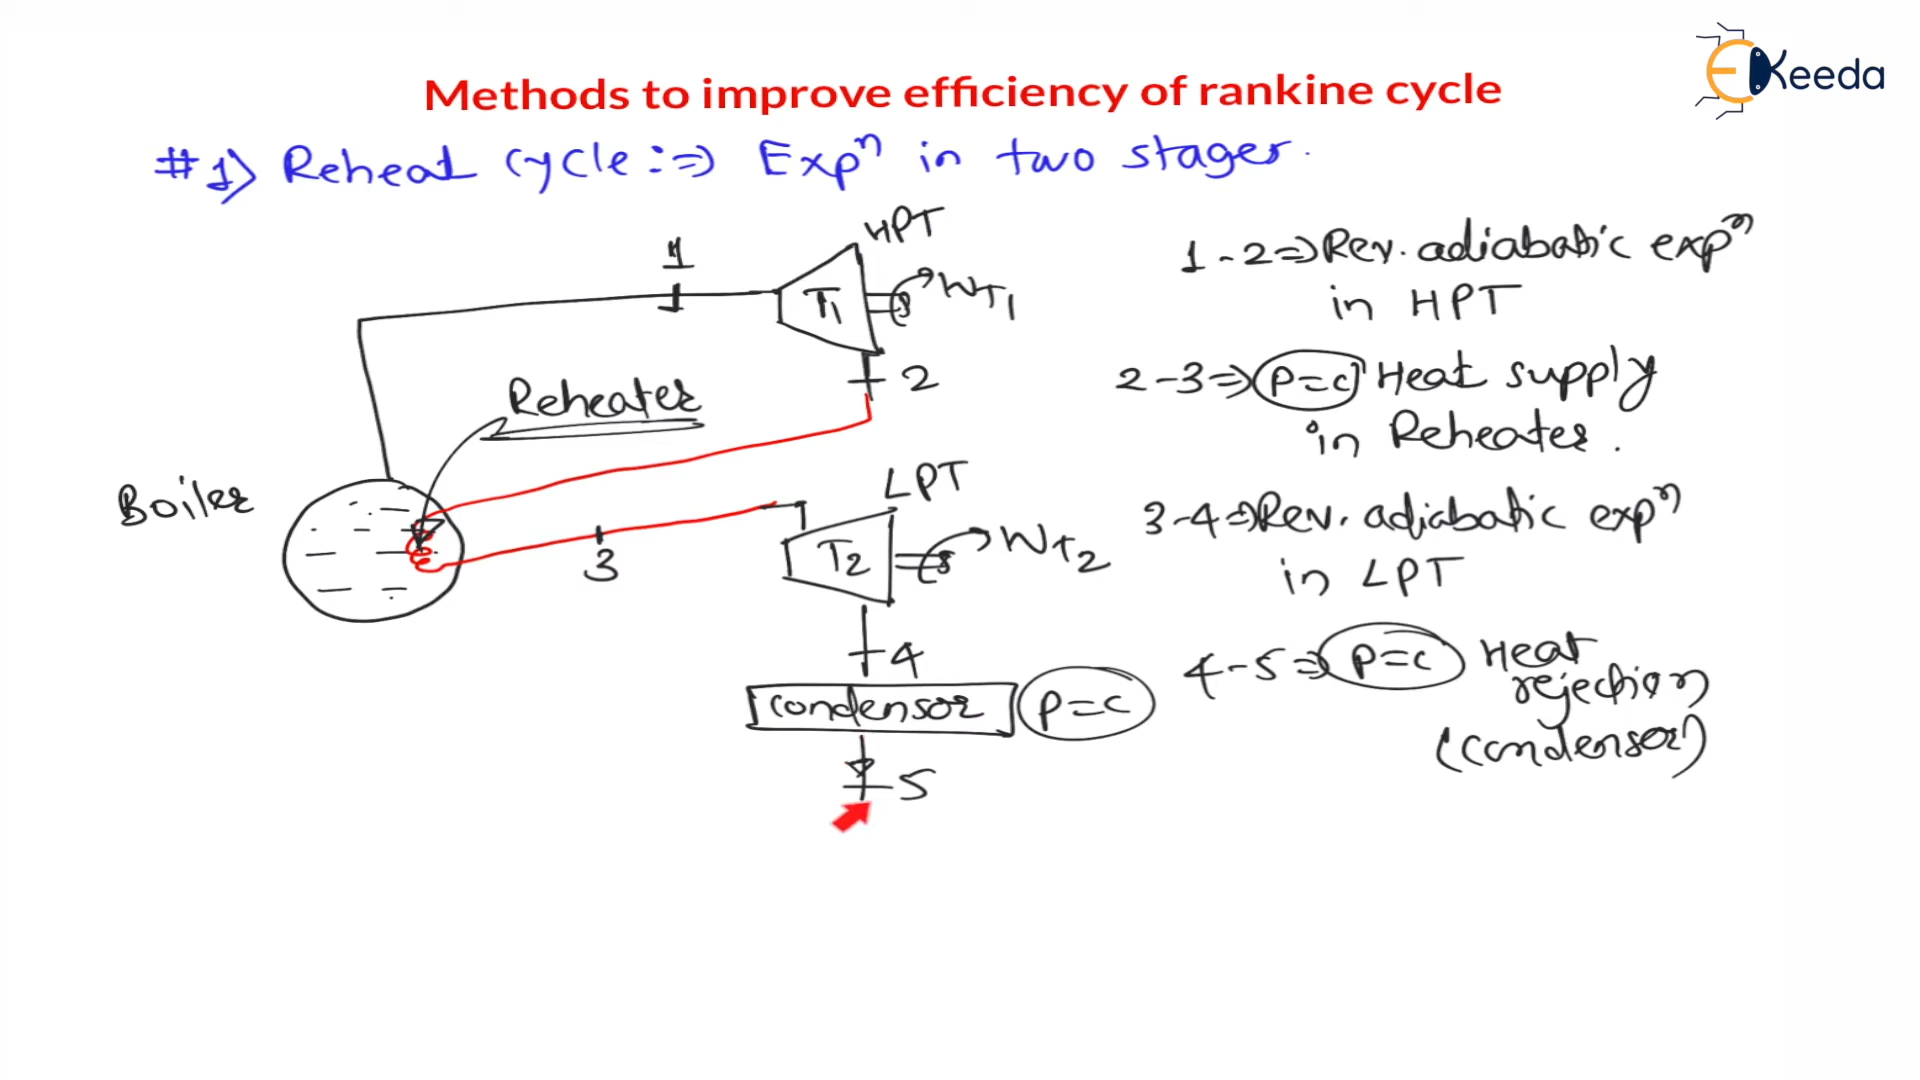 EKeeda
Methods to improve efficiency of rankine cycle
#1) Reheat cycle :⇒ Expⁿ in two stages.
HPT
1
T1
WT1
2
Reheater
Boiler
LPT
3
T2
Wt2
4
condensor P=c
5
1-2⇒Rev. adiabatic expⁿ
in HPT
2-3⇒P=c Heat supply
in Reheater.
3-4⇒Rev. adiabatic expⁿ
in LPT
4-5⇒P=c Heat
rejection
(condensor)